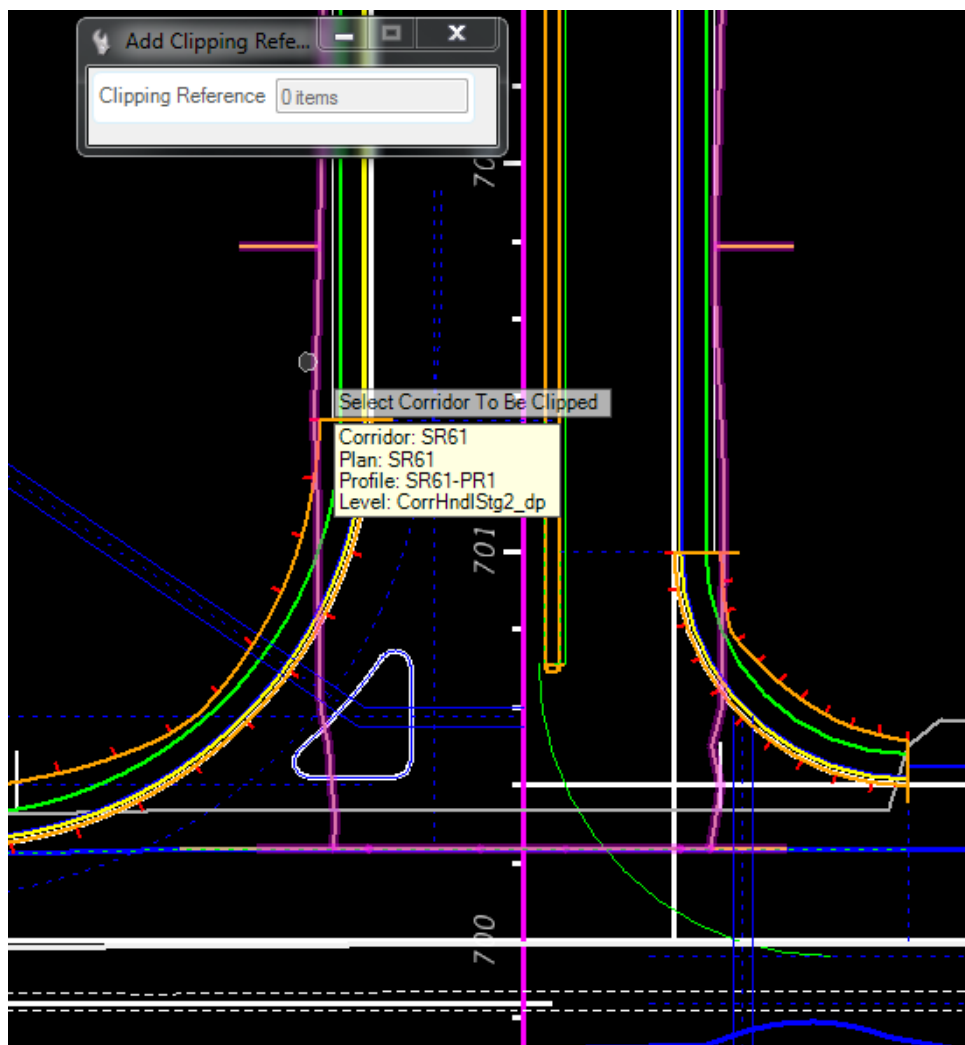 Add Clipping Refe...
Clipping Reference 0 items
Select Corridor To Be Clipped
Corridor: SR61
Plan: SR61
Profile: SR61-PR1
Level: CorrHndlStg2_dp
701
700